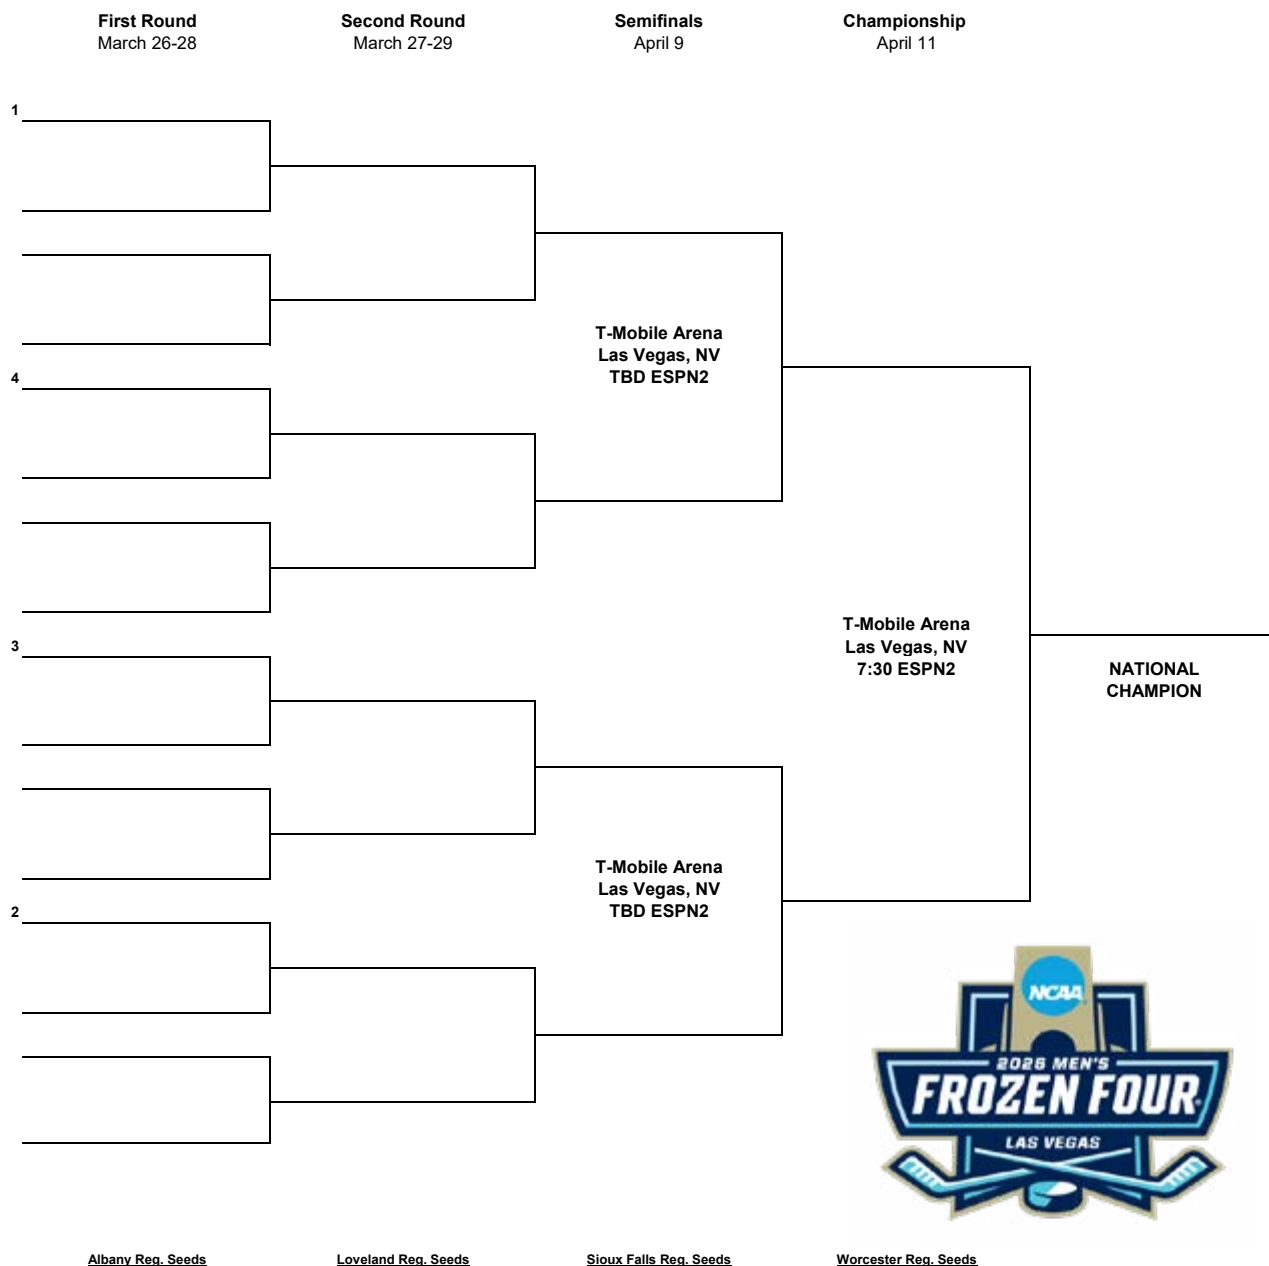 First Round
March 26-28
Second Round
March 27-29
Semifinals
April 9
Championship
April 11
1
T-Mobile Arena
Las Vegas, NV
TBD ESPN2
4
T-Mobile Arena
Las Vegas, NV
7:30 ESPN2
3
NATIONAL
CHAMPION
T-Mobile Arena
Las Vegas, NV
TBD ESPN2
2
NCAA
2026 MEN'S
FROZEN FOUR
LAS VEGAS
Albany Reg. Seeds
Loveland Reg. Seeds
Sioux Falls Reg. Seeds
Worcester Reg. Seeds